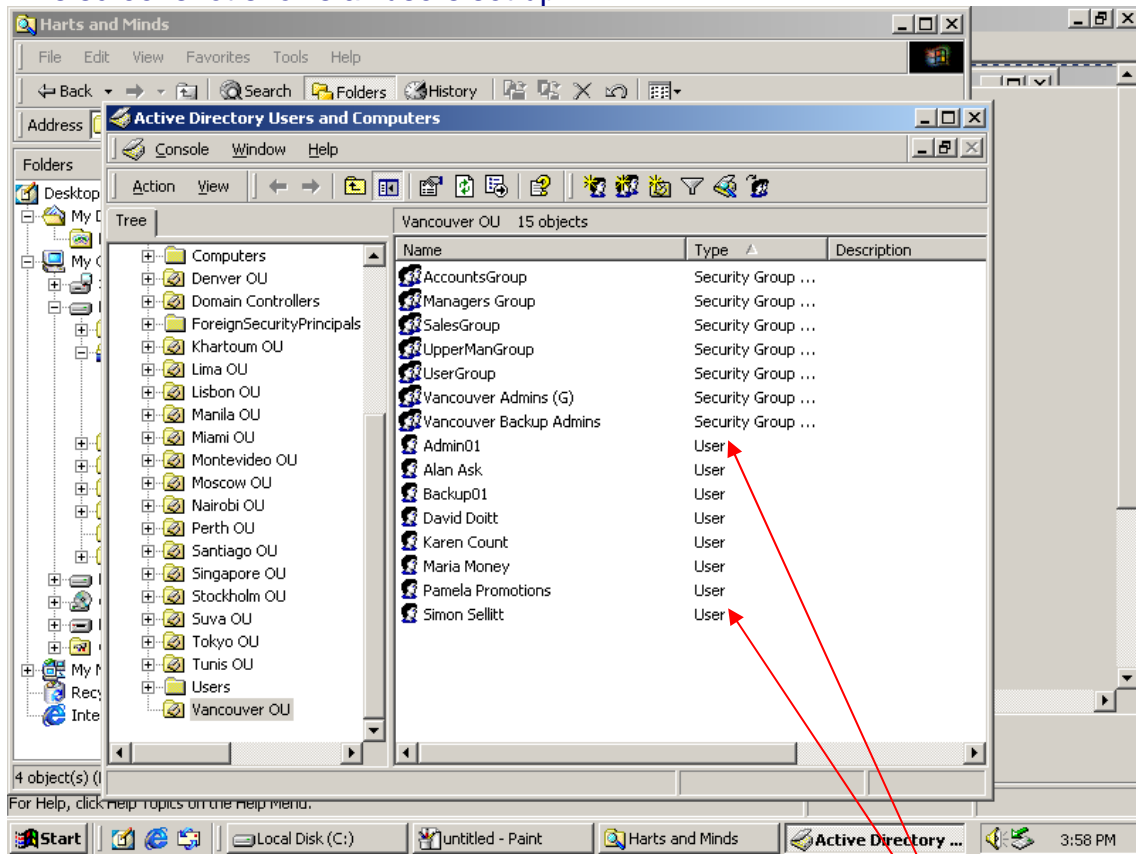 Harts and Minds
File Edit View Favorites Tools Help
Back Search Folders History
Address
Folders
Desktop
My
My
My
Active Directory Users and Computers
Console Window Help
Action View
Tree
Vancouver OU 15 objects
Name Type Description
Computers
Denver OU
Domain Controllers
ForeignSecurityPrincipals
Khartoum OU
Lima OU
Lisbon OU
Manila OU
Miami OU
Montevideo OU
Moscow OU
Nairobi OU
Perth OU
Santiago OU
Singapore OU
Stockholm OU
Suva OU
Tokyo OU
Tunis OU
Users
Vancouver OU
AccountsGroup Security Group ...
Managers Group Security Group ...
SalesGroup Security Group ...
UpperManGroup Security Group ...
UserGroup Security Group ...
Vancouver Admins (G) Security Group ...
Vancouver Backup Admins Security Group ...
Admin01 User
Alan Ask User
Backup01 User
David Doitt User
Karen Count User
Maria Money User
Pamela Promotions User
Simon Sellitt User
4 object(s)
For Help, click Help Topics on the Help Menu.
Start Local Disk (C:) untitled - Paint Harts and Minds Active Directory ... 3:58 PM